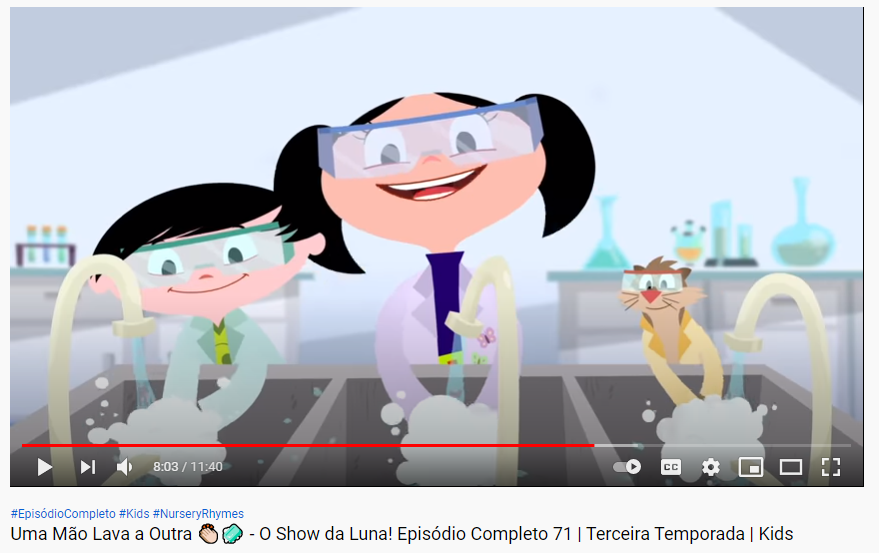 8:03 / 11:40
CC
#EpisódioCompleto #Kids #NurseryRhymes
Uma Mão Lava a Outra 👏🏻🧼 - O Show da Luna! Episódio Completo 71 | Terceira Temporada | Kids